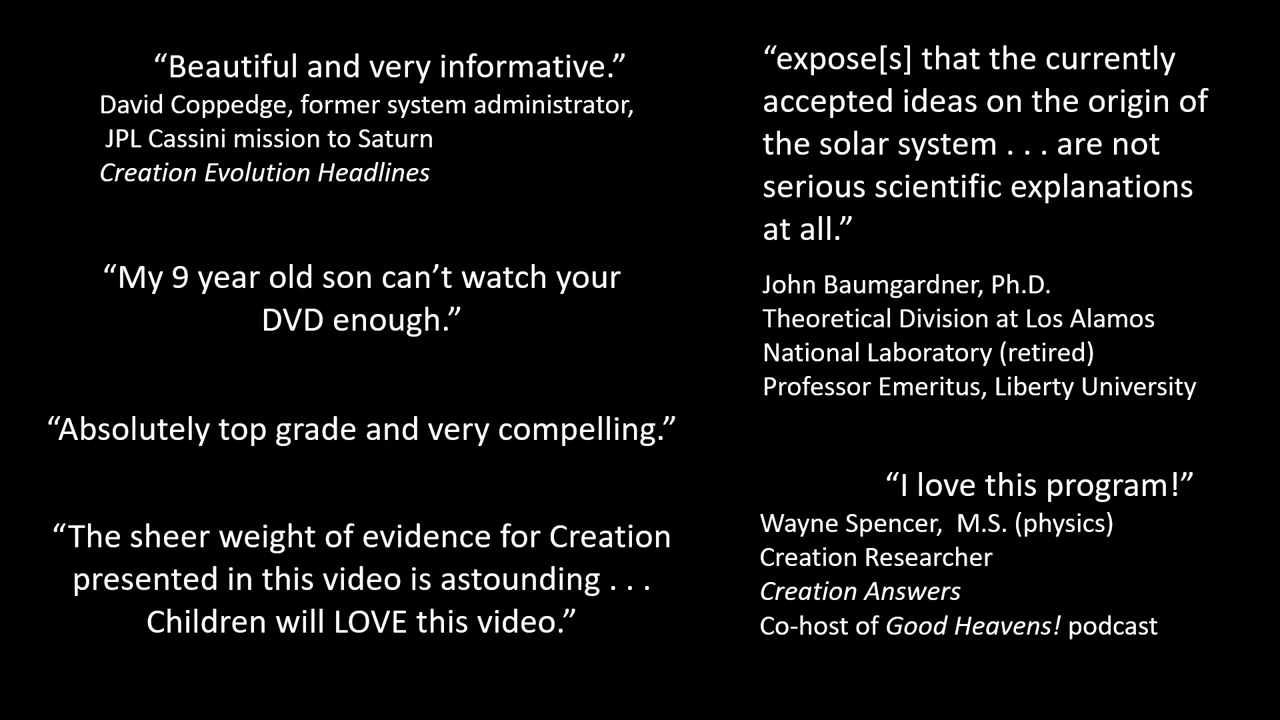 “Beautiful and very informative.”
David Coppedge, former system administrator,
JPL Cassini mission to Saturn
Creation Evolution Headlines
“My 9 year old son can’t watch your
DVD enough.”
“Absolutely top grade and very compelling.”
“The sheer weight of evidence for Creation
presented in this video is astounding . . .
Children will LOVE this video.”
“expose[s] that the currently
accepted ideas on the origin of
the solar system . . . are not
serious scientific explanations
at all.”
John Baumgardner, Ph.D.
Theoretical Division at Los Alamos
National Laboratory (retired)
Professor Emeritus, Liberty University
“I love this program!”
Wayne Spencer, M.S. (physics)
Creation Researcher
Creation Answers
Co-host of Good Heavens! podcast